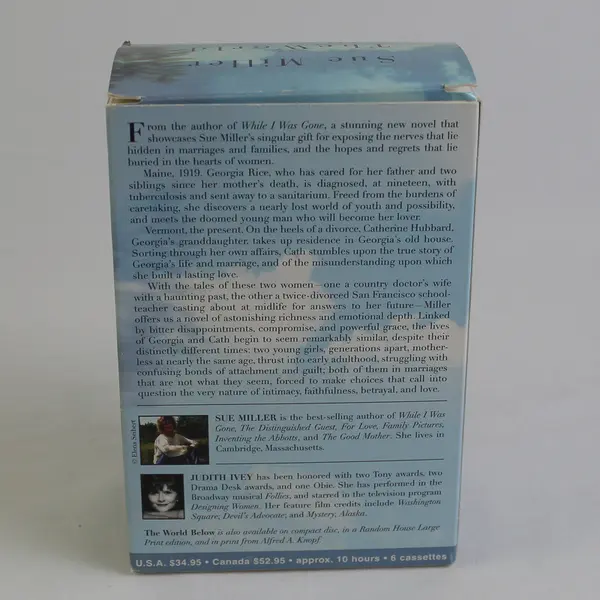 Sue Miller
The World
From the author of While I Was Gone, a stunning new novel that
showcases Sue Miller's singular gift for exposing the nerves that lie
hidden in marriages and families, and the hopes and regrets that lie
buried in the hearts of women.
Maine, 1919. Georgia Rice, who has cared for her father and two
siblings since her mother's death, is diagnosed, at nineteen, with
tuberculosis and sent away to a sanitarium. Freed from the burdens of
caretaking, she discovers a nearly lost world of youth and possibility,
and meets the doomed young man who will become her lover.
Vermont, the present. On the heels of a divorce, Catherine Hubbard,
Georgia's granddaughter, takes up residence in Georgia's old house.
Sorting through her own affairs, Cath stumbles upon the true story of
Georgia's life and marriage, and of the misunderstanding upon which
she built a lasting love.
With the tales of these two women—one a country doctor's wife
with a haunting past, the other a twice-divorced San Francisco school-
teacher casting about at midlife for answers to her future—Miller
offers us a novel of astonishing richness and emotional depth. Linked
by bitter disappointments, compromise, and powerful grace, the lives
of Georgia and Cath begin to seem remarkably similar, despite their
distinctly different times: two young girls, generations apart, mother-
less at nearly the same age, thrust into early adulthood, struggling with
confusing bonds of attachment and guilt; both of them in marriages
that are not what they seem, forced to make choices that call into
question the very nature of intimacy, faithfulness, betrayal, and love.
© Elena Seibert
SUE MILLER is the best-selling author of While I Was
Gone, The Distinguished Guest, For Love, Family Pictures,
Inventing the Abbotts, and The Good Mother. She lives in
Cambridge, Massachusetts.
JUDITH IVEY has been honored with two Tony awards, two
Drama Desk awards, and one Obie. She has performed in the
Broadway musical Follies, and starred in the television program
Designing Women. Her feature film credits include Washington
Square, Devil's Advocate, and Mystery, Alaska.
The World Below is also available on compact disc, in a Random House Large
Print edition, and in print from Alfred A. Knopf
U.S.A. $34.95 • Canada $52.95 • approx. 10 hours • 6 cassettes